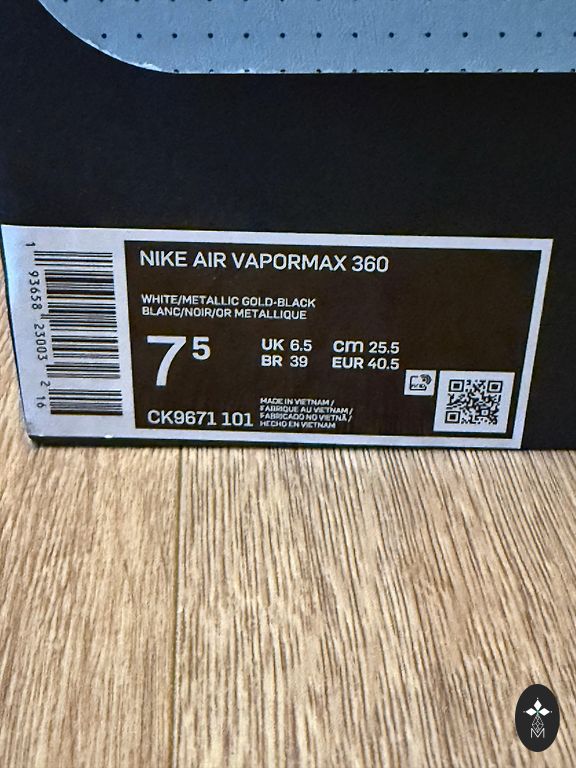 NIKE AIR VAPORMAX 360
WHITE/METALLIC GOLD-BLACK
BLANC/NOIR/OR METALLIQUE
7⁵
UK 6.5
CM 25.5
BR 39
EUR 40.5
CK9671 101
MADE IN VIETNAM/
FABRIQUE AU VIETNAM/
FABRICADO NO VIETNÃ/
HECHO EN VIETNAM
1 93658 23003 2 16
M